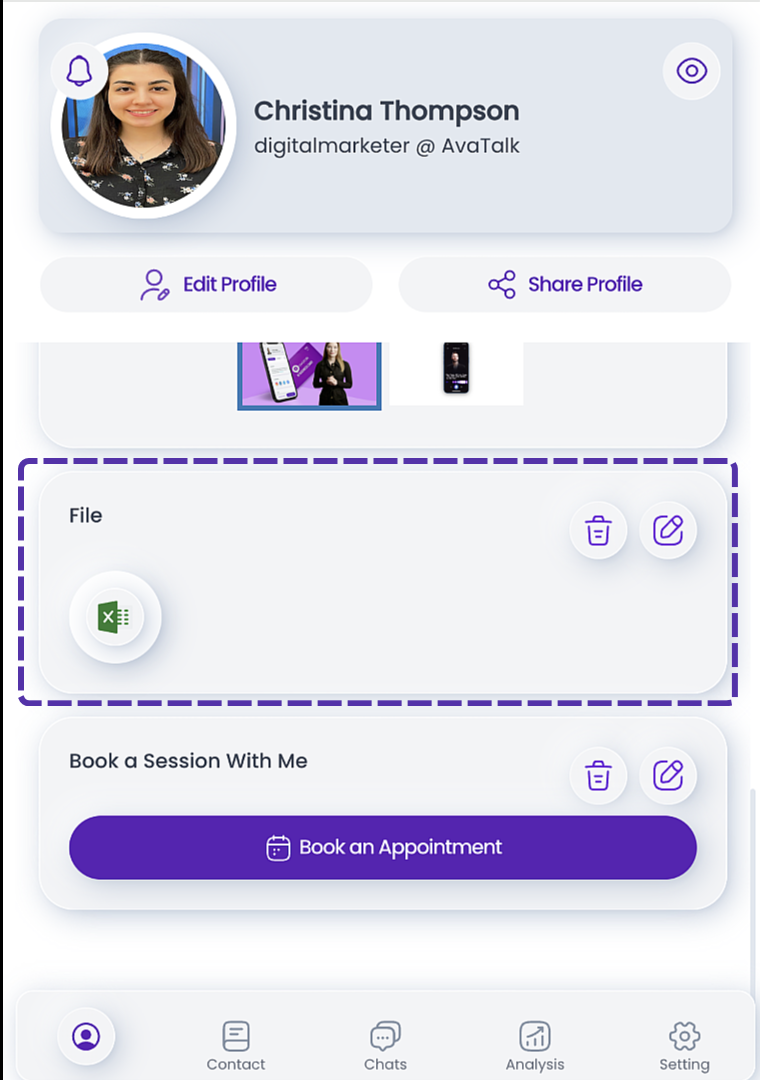 Christina Thompson
digitalmarketer @ AvaTalk
Edit Profile
Share Profile
File
X
Book a Session With Me
Book an Appointment
Contact
Chats
Analysis
Setting